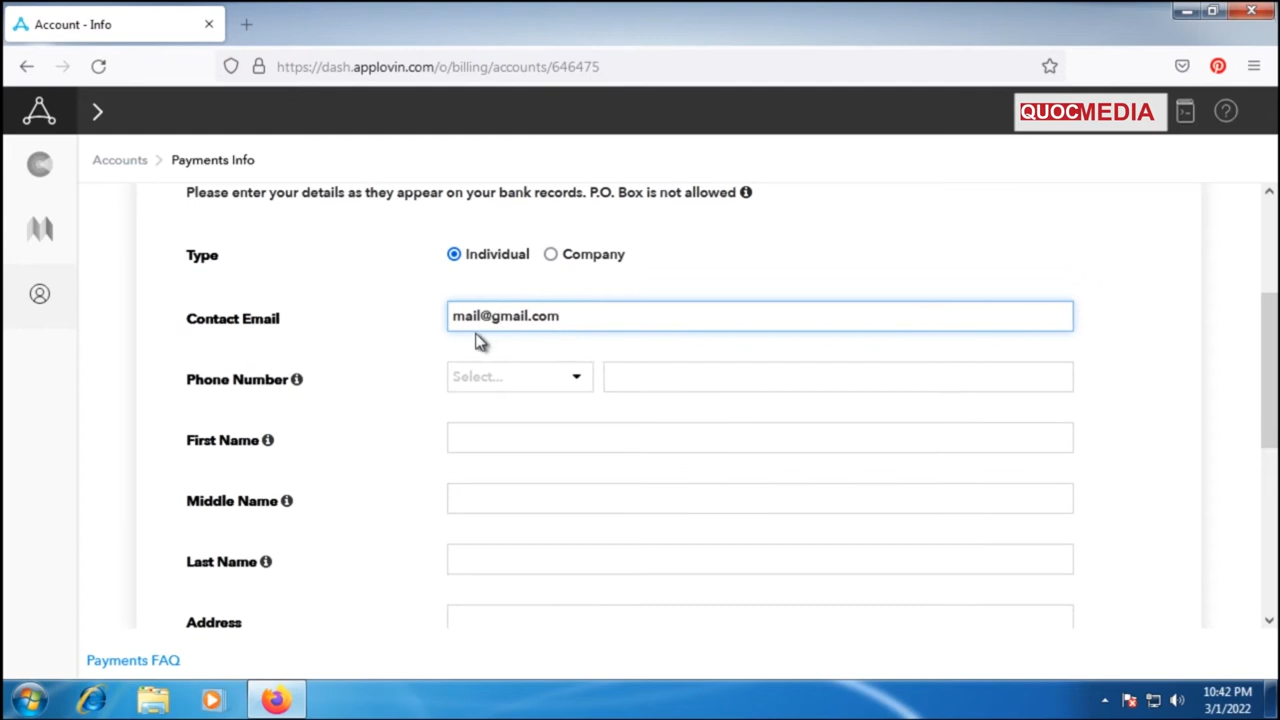 Account - Info
https://dash.applovin.com/o/billing/accounts/646475
QUOCMEDIA
Accounts > Payments Info
Please enter your details as they appear on your bank records. P.O. Box is not allowed
Type Individual Company
Contact Email mail@gmail.com
Phone Number Select...
First Name
Middle Name
Last Name
Address
Payments FAQ
10:42 PM
3/1/2022